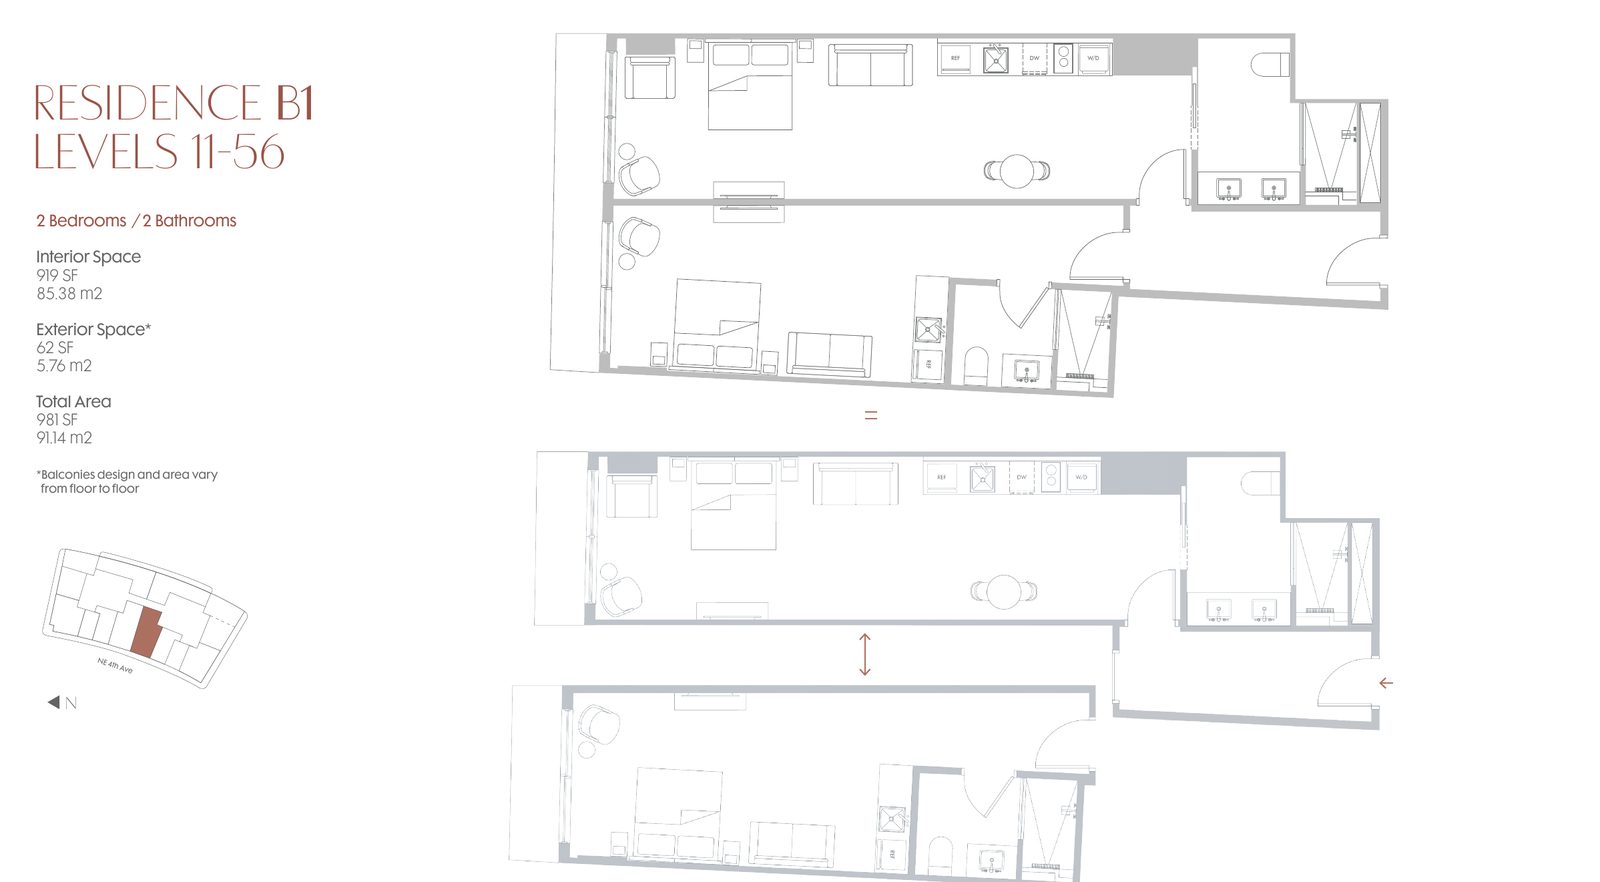 RESIDENCE B1
LEVELS 11-56
2 Bedrooms / 2 Bathrooms
Interior Space
919 SF
85.38 m2
Exterior Space*
62 SF
5.76 m2
Total Area
981 SF
91.14 m2
*Balconies design and area vary
from floor to floor
NE 4th Ave
N
REF
DW
W/D
REF
=
REF
DW
W/D
REF